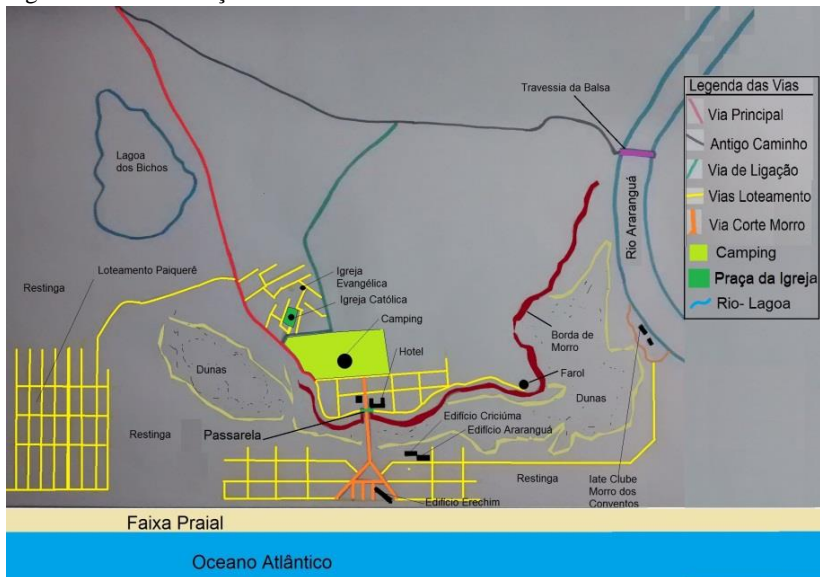 Travessia da Balsa
Legenda das Vias
Via Principal
Antigo Caminho
Via de Ligação
Vias Loteamento
Via Corte Morro
Camping
Praça da Igreja
Rio- Lagoa
Lagoa
dos Bichos
Rio Araranguá
Loteamento Paiquerê
Restinga
Igreja
Evangélica
Igreja Católica
Camping
Hotel
Borda de
Morro
Farol
Dunas
Dunas
Edifício Criciúma
Edifício Araranguá
Restinga
Passarela
Restinga
Iate Clube
Morro dos
Conventos
Edifício Erechim
Faixa Praial
Oceano Atlântico